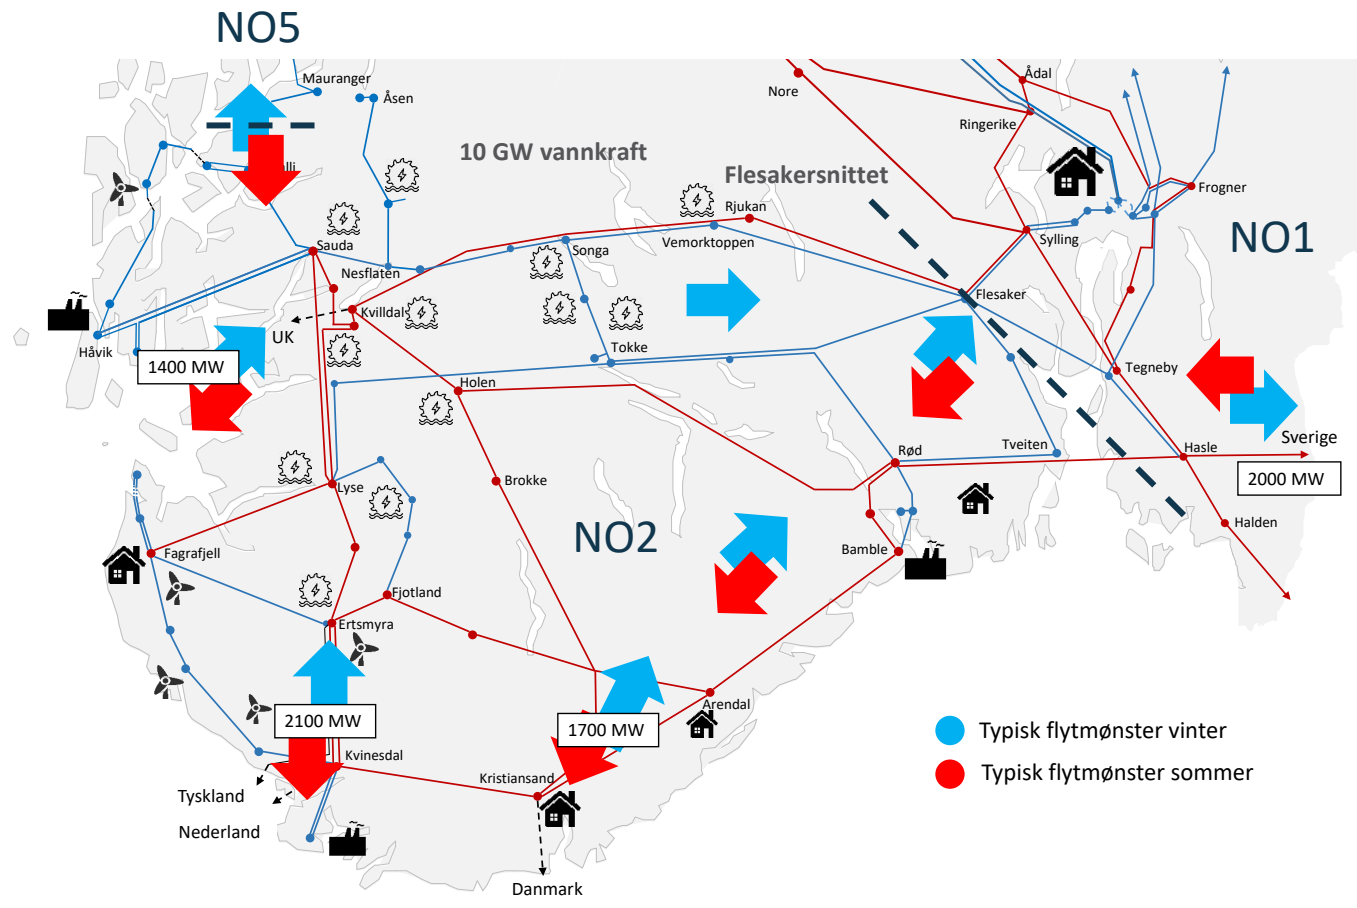 NO5
Mauranger
Åsen
Nore
Ådal
Ringerike
10 GW vannkraft
Flesakersnittet
Frogner
Rjukan
Vemorktoppen
Sylling
NO1
Sauda
Songa
Nesflaten
Flesaker
Kvilldal
UK
Håvik
Tokke
1400 MW
Tegneby
Holen
Sverige
Tveiten
Hasle
Rød
2000 MW
Lyse
Brokke
Halden
NO2
Fagrafjell
Bamble
Fjotland
Ertsmyra
Arendal
2100 MW
1700 MW
Typisk flytmønster vinter
Kvinesdal
Typisk flytmønster sommer
Kristiansand
Tyskland
Nederland
Danmark